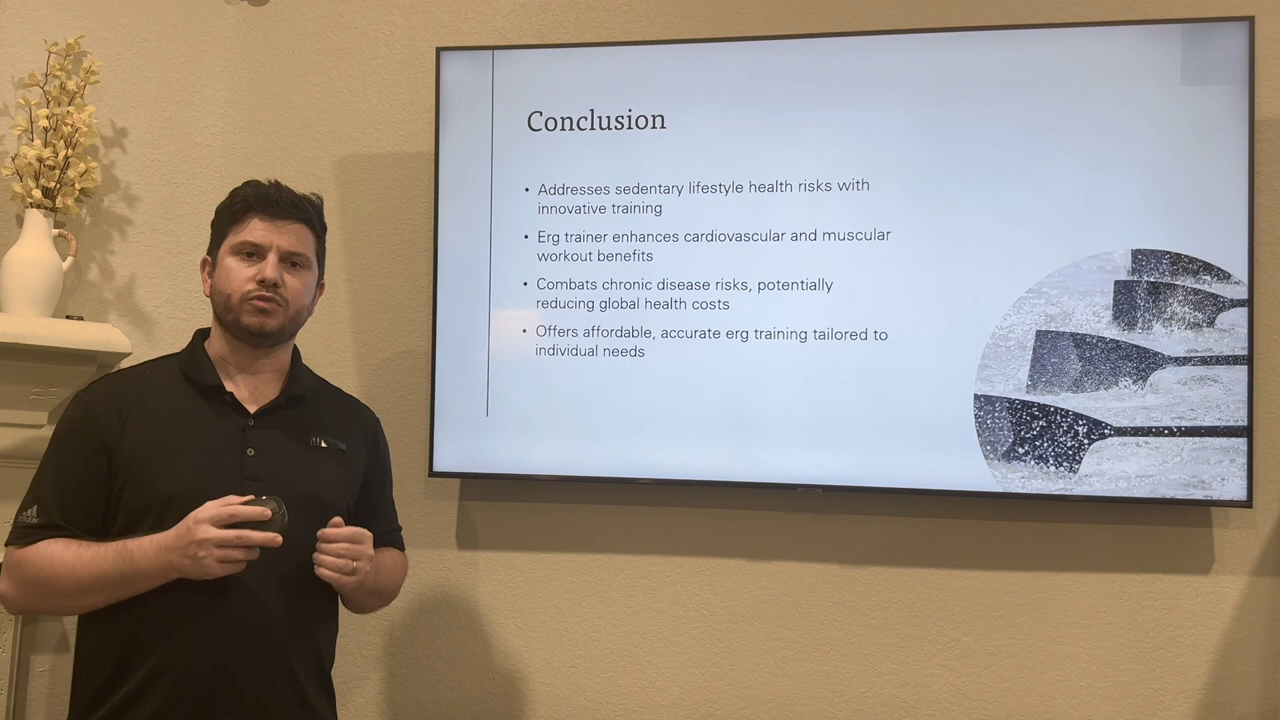 Conclusion
• Addresses sedentary lifestyle health risks with
innovative training
• Erg trainer enhances cardiovascular and muscular
workout benefits
• Combats chronic disease risks, potentially
reducing global health costs
• Offers affordable, accurate erg training tailored to
individual needs
adidas